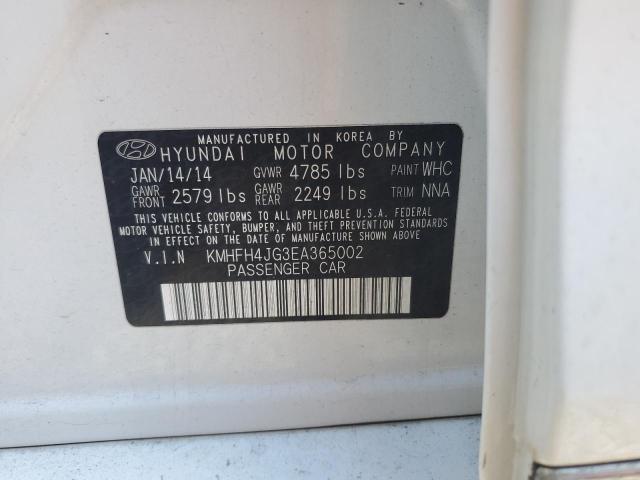 MANUFACTURED IN KOREA BY
HYUNDAI MOTOR COMPANY
JAN/14/14 GVWR 4785 lbs PAINT WHC
GAWR FRONT 2579 lbs GAWR REAR 2249 lbs TRIM NNA
THIS VEHICLE CONFORMS TO ALL APPLICABLE U.S.A. FEDERAL
MOTOR VEHICLE SAFETY, BUMPER, AND THEFT PREVENTION STANDARDS
IN EFFECT ON THE DATE OF MANUFACTURE SHOWN ABOVE.
V.I.N KMHFH4JG3EA365002
PASSENGER CAR